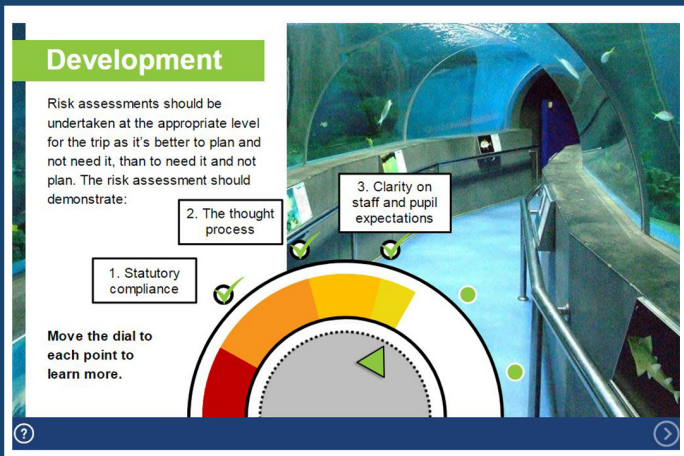 Development
Risk assessments should be
undertaken at the appropriate level
for the trip as it's better to plan and
not need it, than to need it and not
plan. The risk assessment should
demonstrate:
1. Statutory
compliance
2. The thought
process
3. Clarity on
staff and pupil
expectations
Move the dial to
each point to
learn more.
?